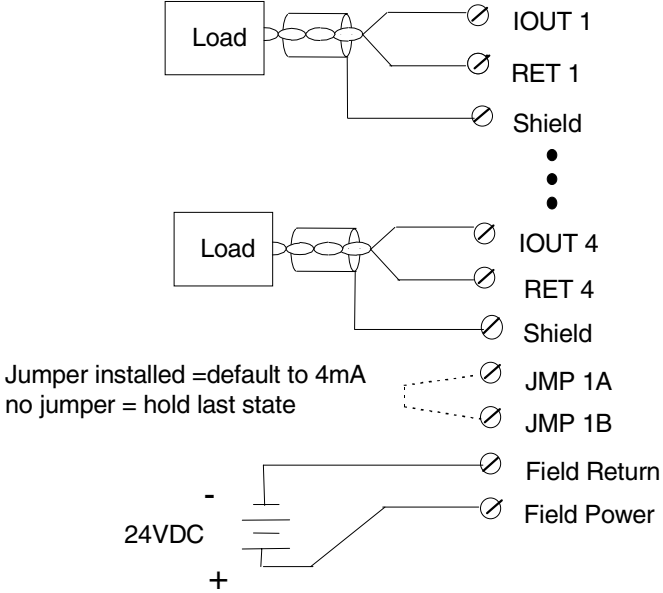 Load
IOUT 1
RET 1
Shield
Load
IOUT 4
RET 4
Shield
Jumper installed =default to 4mA
no jumper = hold last state
JMP 1A
JMP 1B
Field Return
-
24VDC
Field Power
+